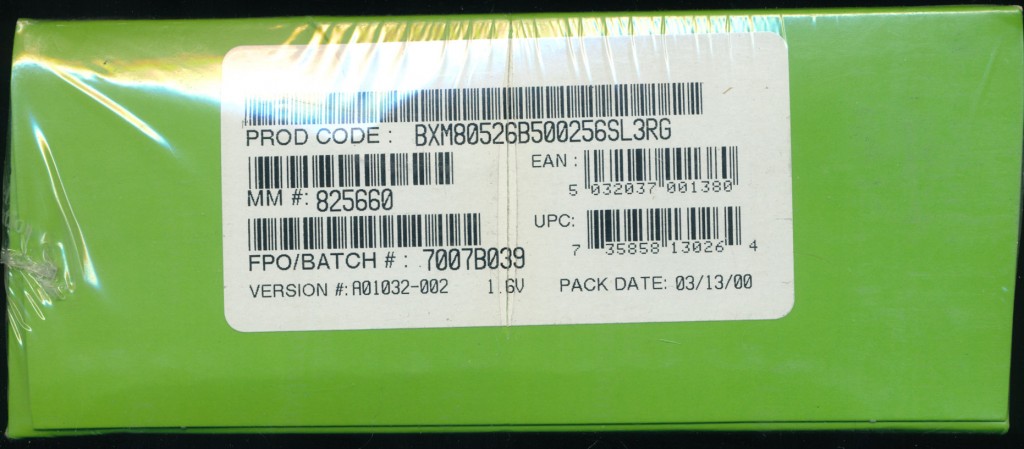 PROD CODE : BXM80526B500256SL3RG
MM #: 825660
EAN :
5 032037 001380
FPO/BATCH # : 7007B039
UPC:
7 35858 13026 4
VERSION #: A01032-002 1.6V PACK DATE: 03/13/00